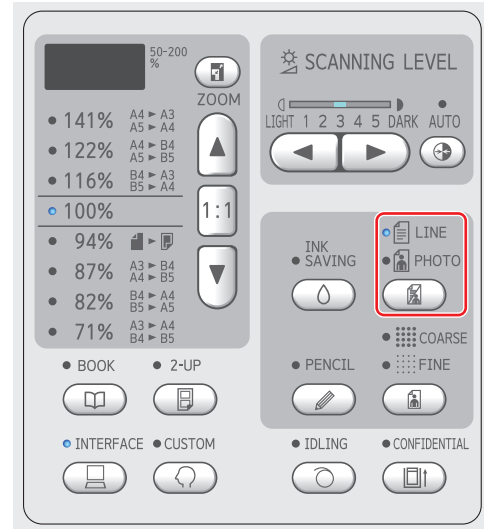 50-200
%
ZOOM
141% A4 ► A3
A5 ► A4
122% A4 ► B4
A5 ► B5
116% B4 ► A3
B5 ► A4
100%
94%
87% A3 ► B4
A4 ► B5
82% B4 ► A4
B5 ► A5
71% A3 ► A4
B4 ► B5
1:1
SCANNING LEVEL
LIGHT 1 2 3 4 5 DARK AUTO
INK
SAVING
LINE
PHOTO
COARSE
PENCIL
FINE
BOOK
2-UP
INTERFACE
CUSTOM
IDLING
CONFIDENTIAL